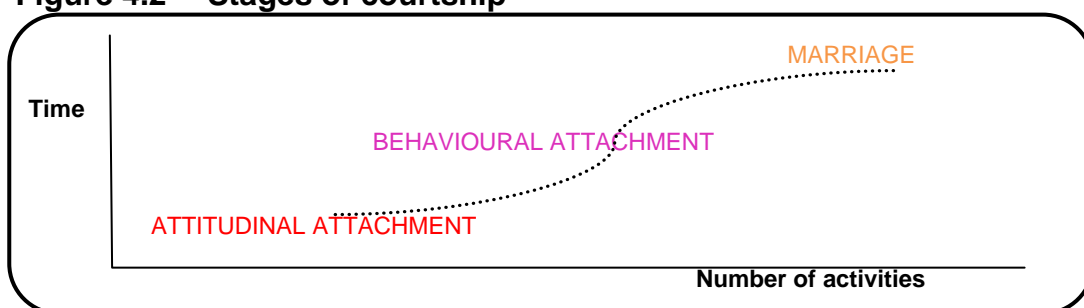 Figure 4.2 Stages of courtship
MARRIAGE
Time
BEHAVIOURAL ATTACHMENT
ATTITUDINAL ATTACHMENT
Number of activities